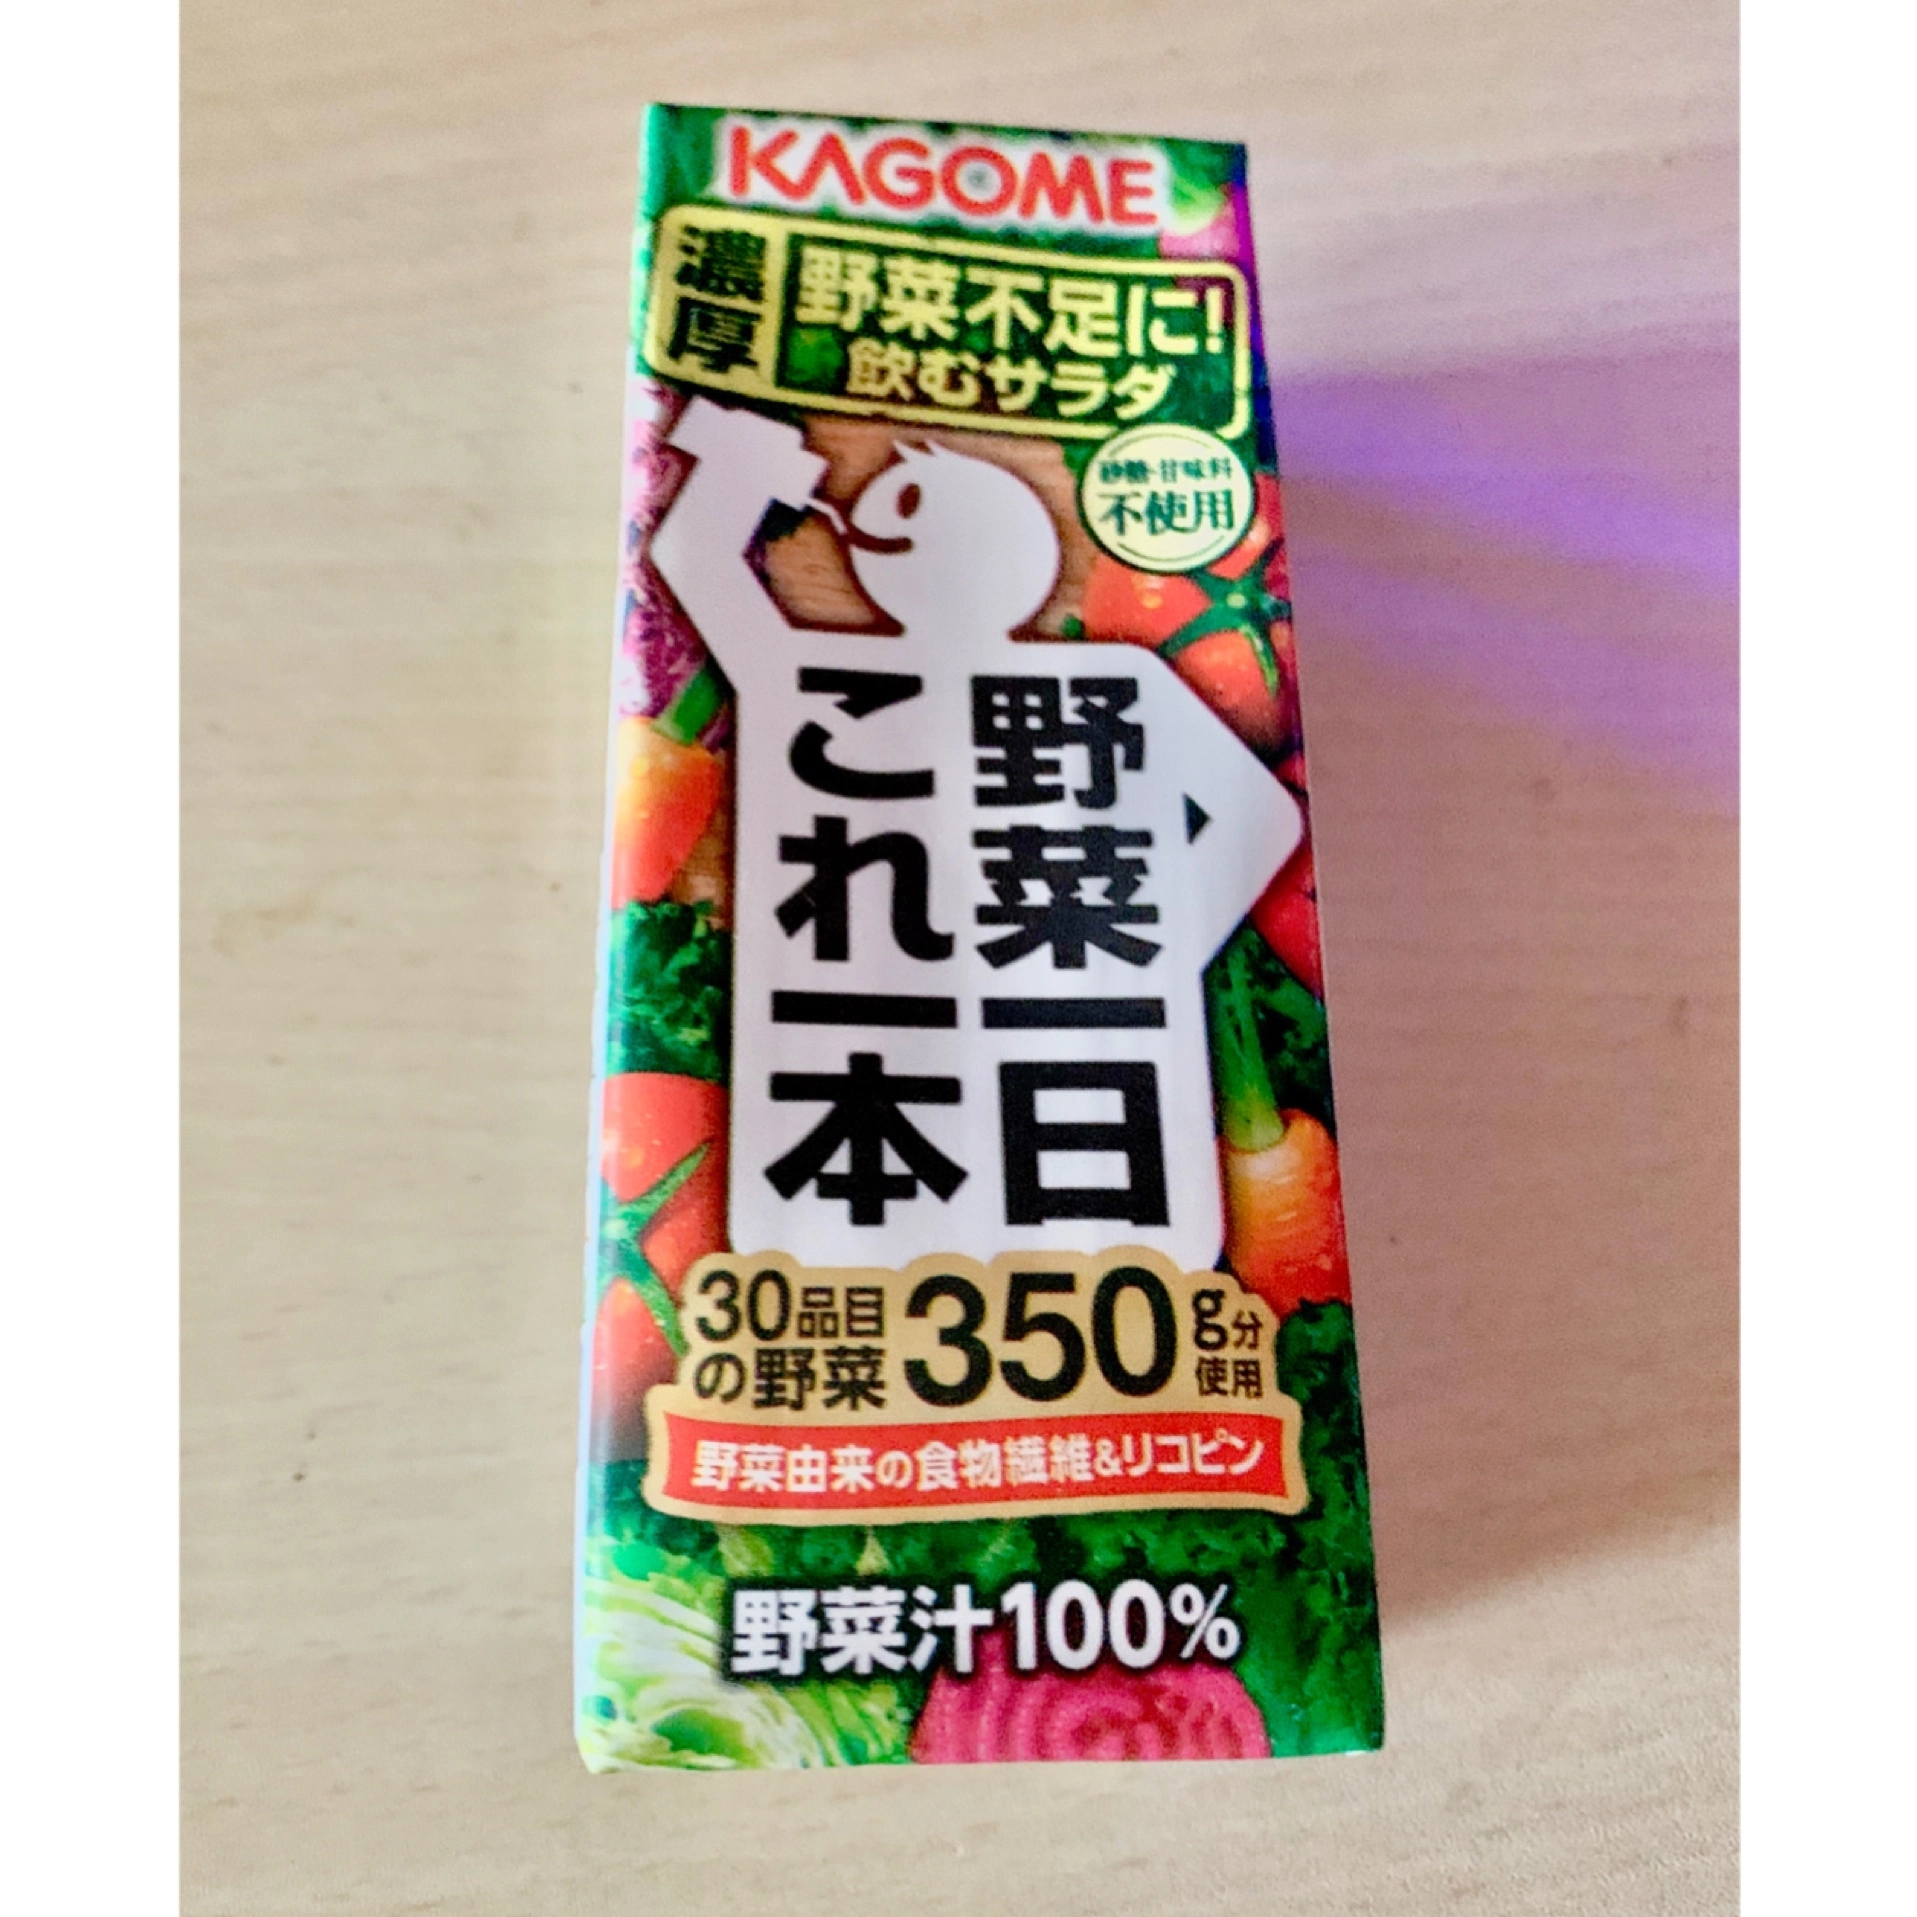 KAGOME
濃厚
野菜不足に!
飲むサラダ
砂糖・甘味料
不使用
野菜一日
これ一本
30品目
の野菜
350g分
使用
野菜由来の食物繊維&リコピン
野菜汁100%